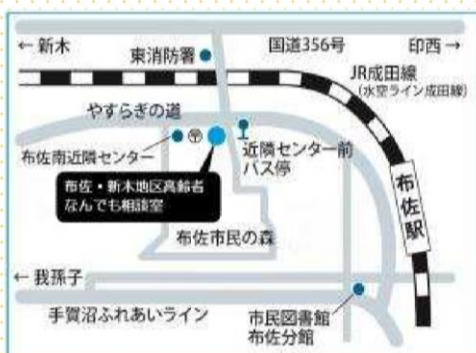 ← 新木
国道356号
印西 →
東消防署
JR成田線
(水空ライン成田線)
やすらぎの道
〒
布佐南近隣センター
近隣センター前
バス停
布佐・新木地区高齢者
なんでも相談室
布佐駅
布佐市民の森
← 我孫子
手賀沼ふれあいライン
市民図書館
布佐分館